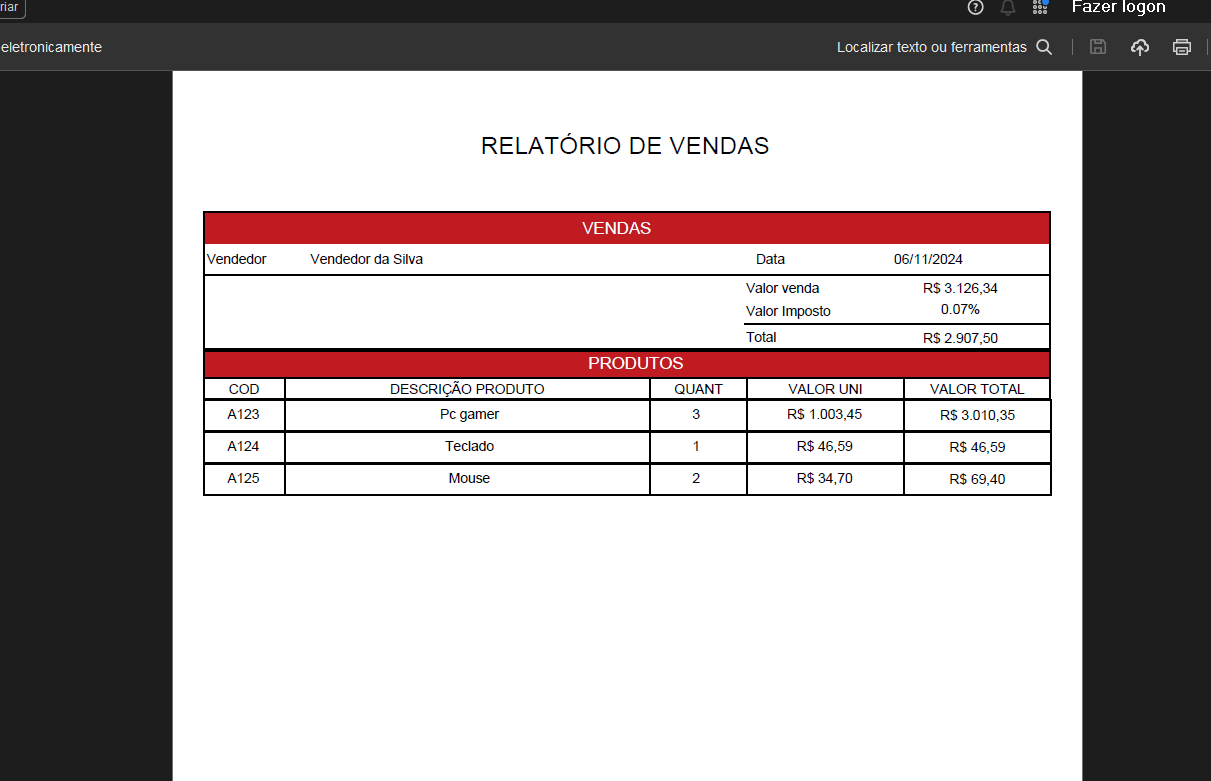 riar
Fazer logon
eletronicamente
Localizar texto ou ferramentas
RELATÓRIO DE VENDAS
VENDAS
Vendedor Vendedor da Silva Data 06/11/2024
Valor venda R$ 3.126,34
Valor Imposto 0.07%
Total R$ 2.907,50
PRODUTOS
COD DESCRIÇÃO PRODUTO QUANT VALOR UNI VALOR TOTAL
A123 Pc gamer 3 R$ 1.003,45 R$ 3.010,35
A124 Teclado 1 R$ 46,59 R$ 46,59
A125 Mouse 2 R$ 34,70 R$ 69,40